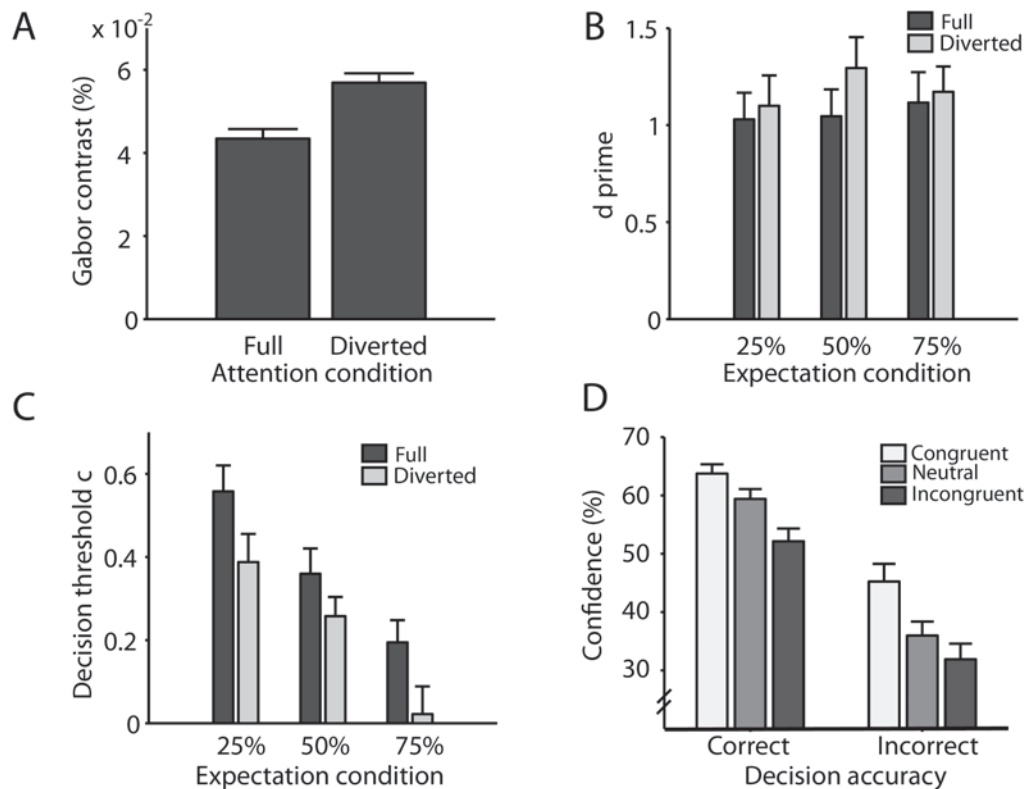 A
x 10-2
6
4
2
0
Gabor contrast (%)
Full Diverted
Attention condition
B
Full
Diverted
1.5
1
0.5
0
d prime
25% 50% 75%
Expectation condition
C
Full
Diverted
0.6
0.4
0.2
0
Decision threshold c
25% 50% 75%
Expectation condition
D
Congruent
Neutral
Incongruent
70
60
50
40
30
Confidence (%)
Correct Incorrect
Decision accuracy